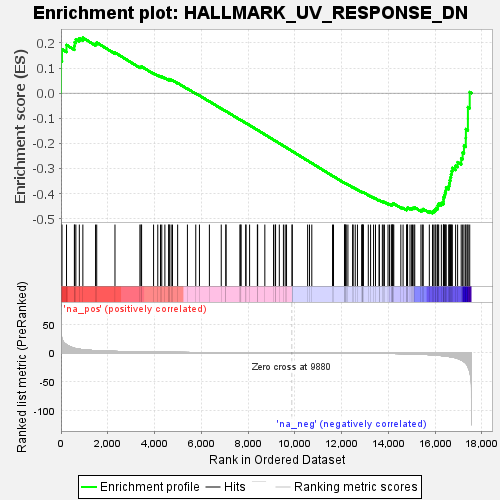 Enrichment plot: HALLMARK_UV_RESPONSE_DN
Enrichment score (ES)
0.2
0.1
0.0
-0.1
-0.2
-0.3
-0.4
-0.5
'na_pos' (positively correlated)
Ranked list metric (PreRanked)
50
0
-50
-100
Zero cross at 9880
'na_neg' (negatively correlated)
0
2,000
4,000
6,000
8,000
10,000
12,000
14,000
16,000
18,000
Rank in Ordered Dataset
Enrichment profile
Hits
Ranking metric scores